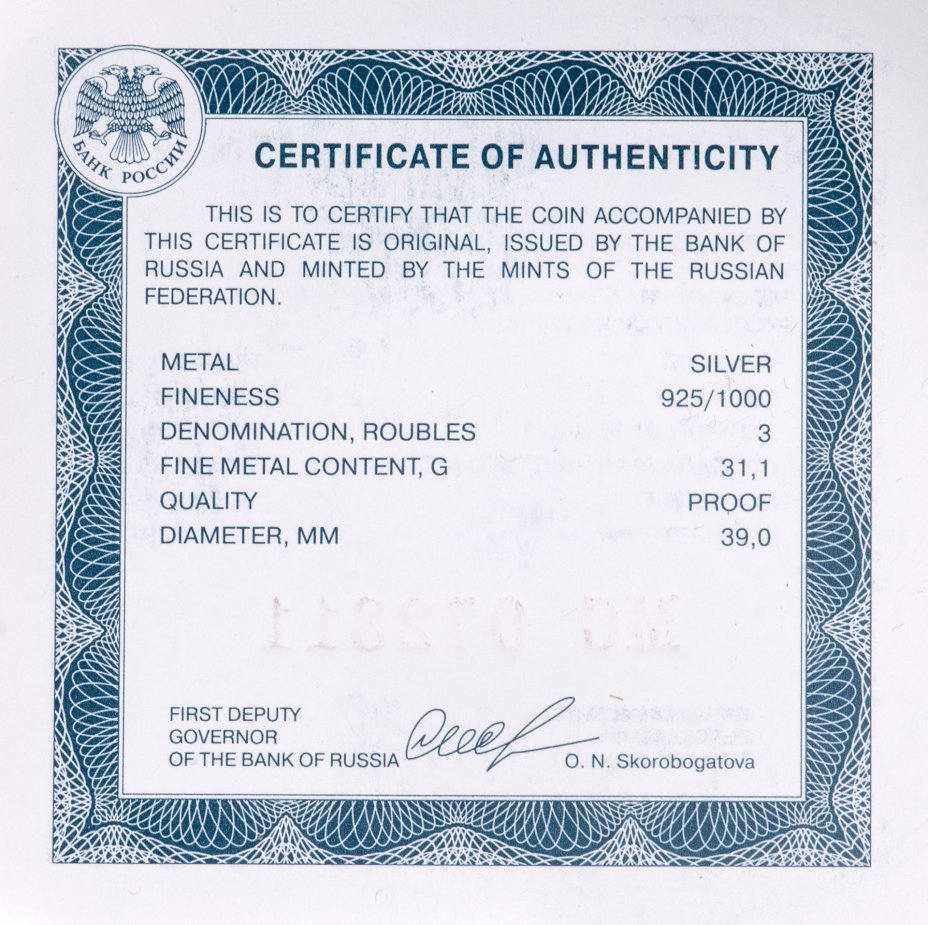 БАНК РОССИИ
CERTIFICATE OF AUTHENTICITY
THIS IS TO CERTIFY THAT THE COIN ACCOMPANIED BY
THIS CERTIFICATE IS ORIGINAL, ISSUED BY THE BANK OF
RUSSIA AND MINTED BY THE MINTS OF THE RUSSIAN
FEDERATION.
METAL SILVER
FINENESS 925/1000
DENOMINATION, ROUBLES 3
FINE METAL CONTENT, G 31,1
QUALITY PROOF
DIAMETER, MM 39,0
FIRST DEPUTY
GOVERNOR
OF THE BANK OF RUSSIA
O. N. Skorobogatova